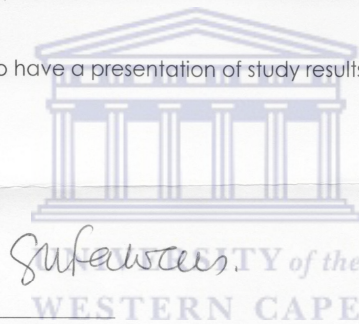 o have a presentation of study results
UNIVERSITY of the
WESTERN CAPE